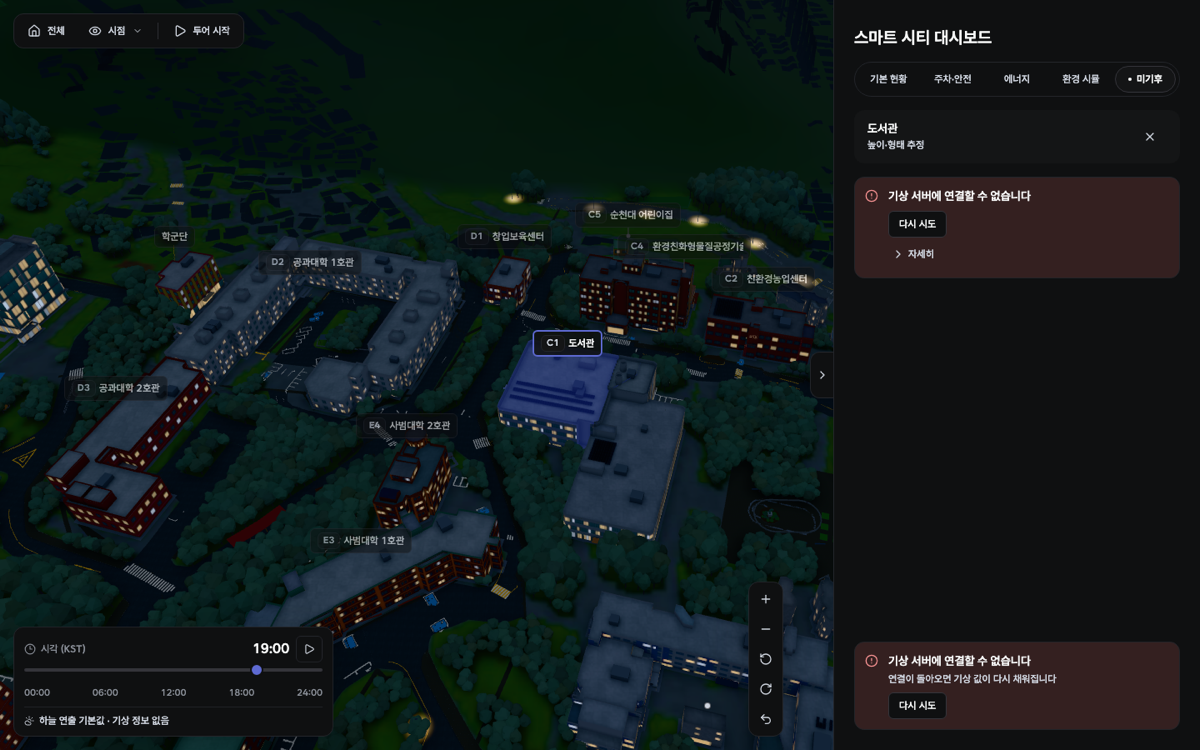 전체
시점
투어 시작
스마트 시티 대시보드
기본 현황
주차·안전
에너지
환경 시뮬
미기후
도서관
높이·형태 추정
기상 서버에 연결할 수 없습니다
다시 시도
자세히
C5 순천대 어린이집
학군단
D1 창업보육센터
C4 환경친화형물질공정기술
D2 공과대학 1호관
C2 친환경농업센터
C1 도서관
D3 공과대학 2호관
E4 사범대학 2호관
E3 사범대학 1호관
시각 (KST)
19:00
00:00
06:00
12:00
18:00
24:00
하늘 연출 기본값 · 기상 정보 없음
기상 서버에 연결할 수 없습니다
연결이 돌아오면 기상 값이 다시 채워집니다
다시 시도